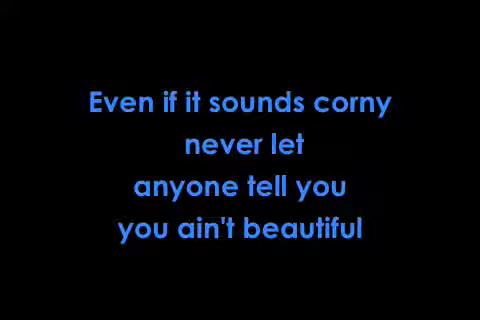 Even if it sounds corny
never let
anyone tell you
you ain't beautiful